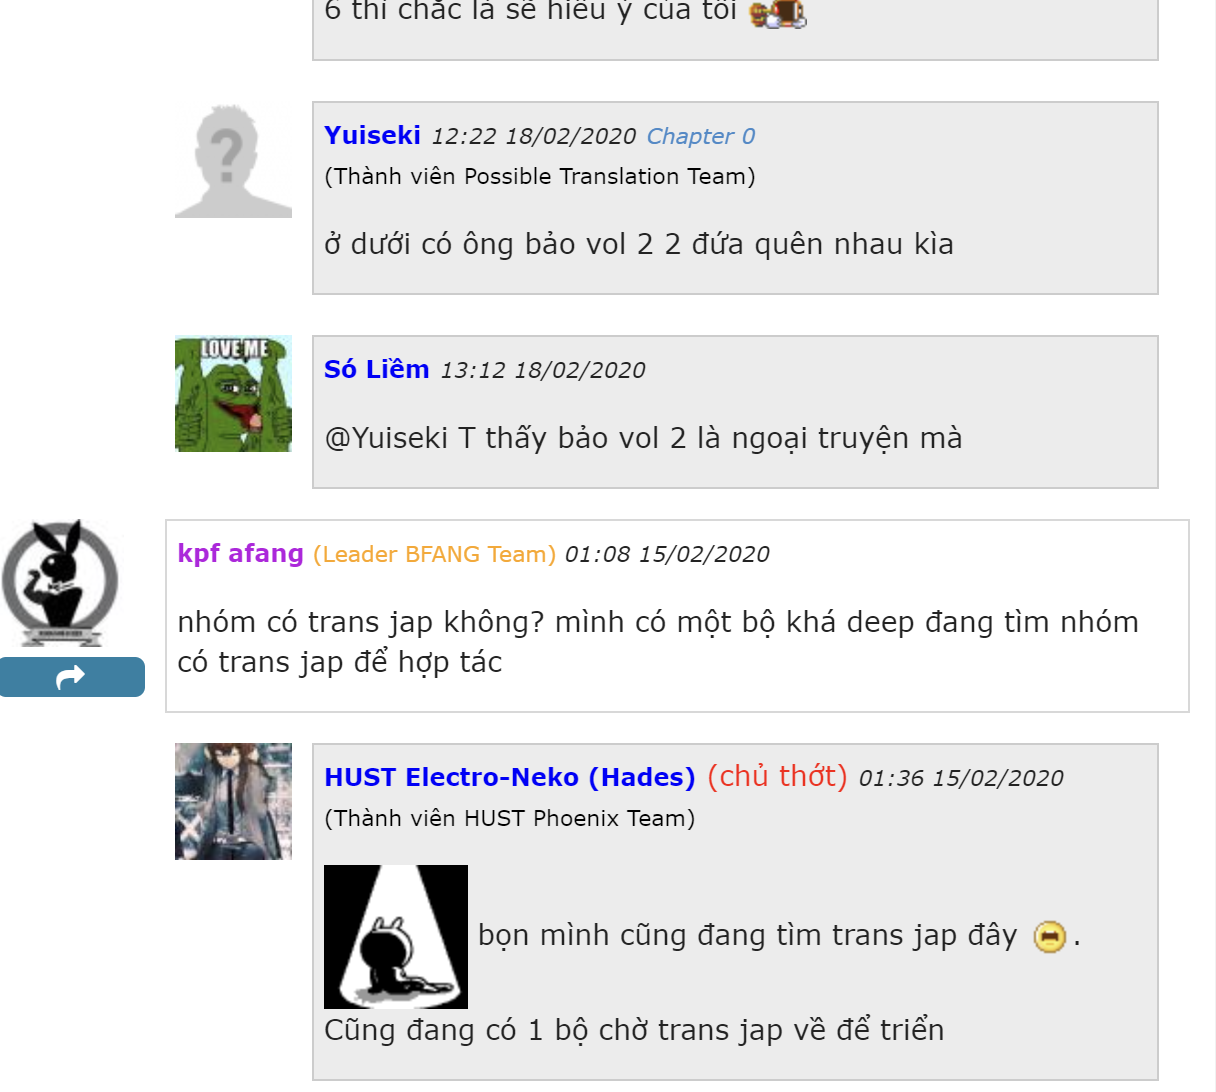 6 thì chắc là sẽ hiểu ý của tôi
Yuiseki 12:22 18/02/2020 Chapter 0
(Thành viên Possible Translation Team)
ở dưới có ông bảo vol 2 2 đứa quên nhau kìa
LOVE ME
Só Liềm 13:12 18/02/2020
@Yuiseki T thấy bảo vol 2 là ngoại truyện mà
kpf afang (Leader BFANG Team) 01:08 15/02/2020
nhóm có trans jap không? mình có một bộ khá deep đang tìm nhóm
có trans jap để hợp tác
HUST Electro-Neko (Hades) (chủ thớt) 01:36 15/02/2020
(Thành viên HUST Phoenix Team)
bọn mình cũng đang tìm trans jap đây .
Cũng đang có 1 bộ chờ trans jap về để triển